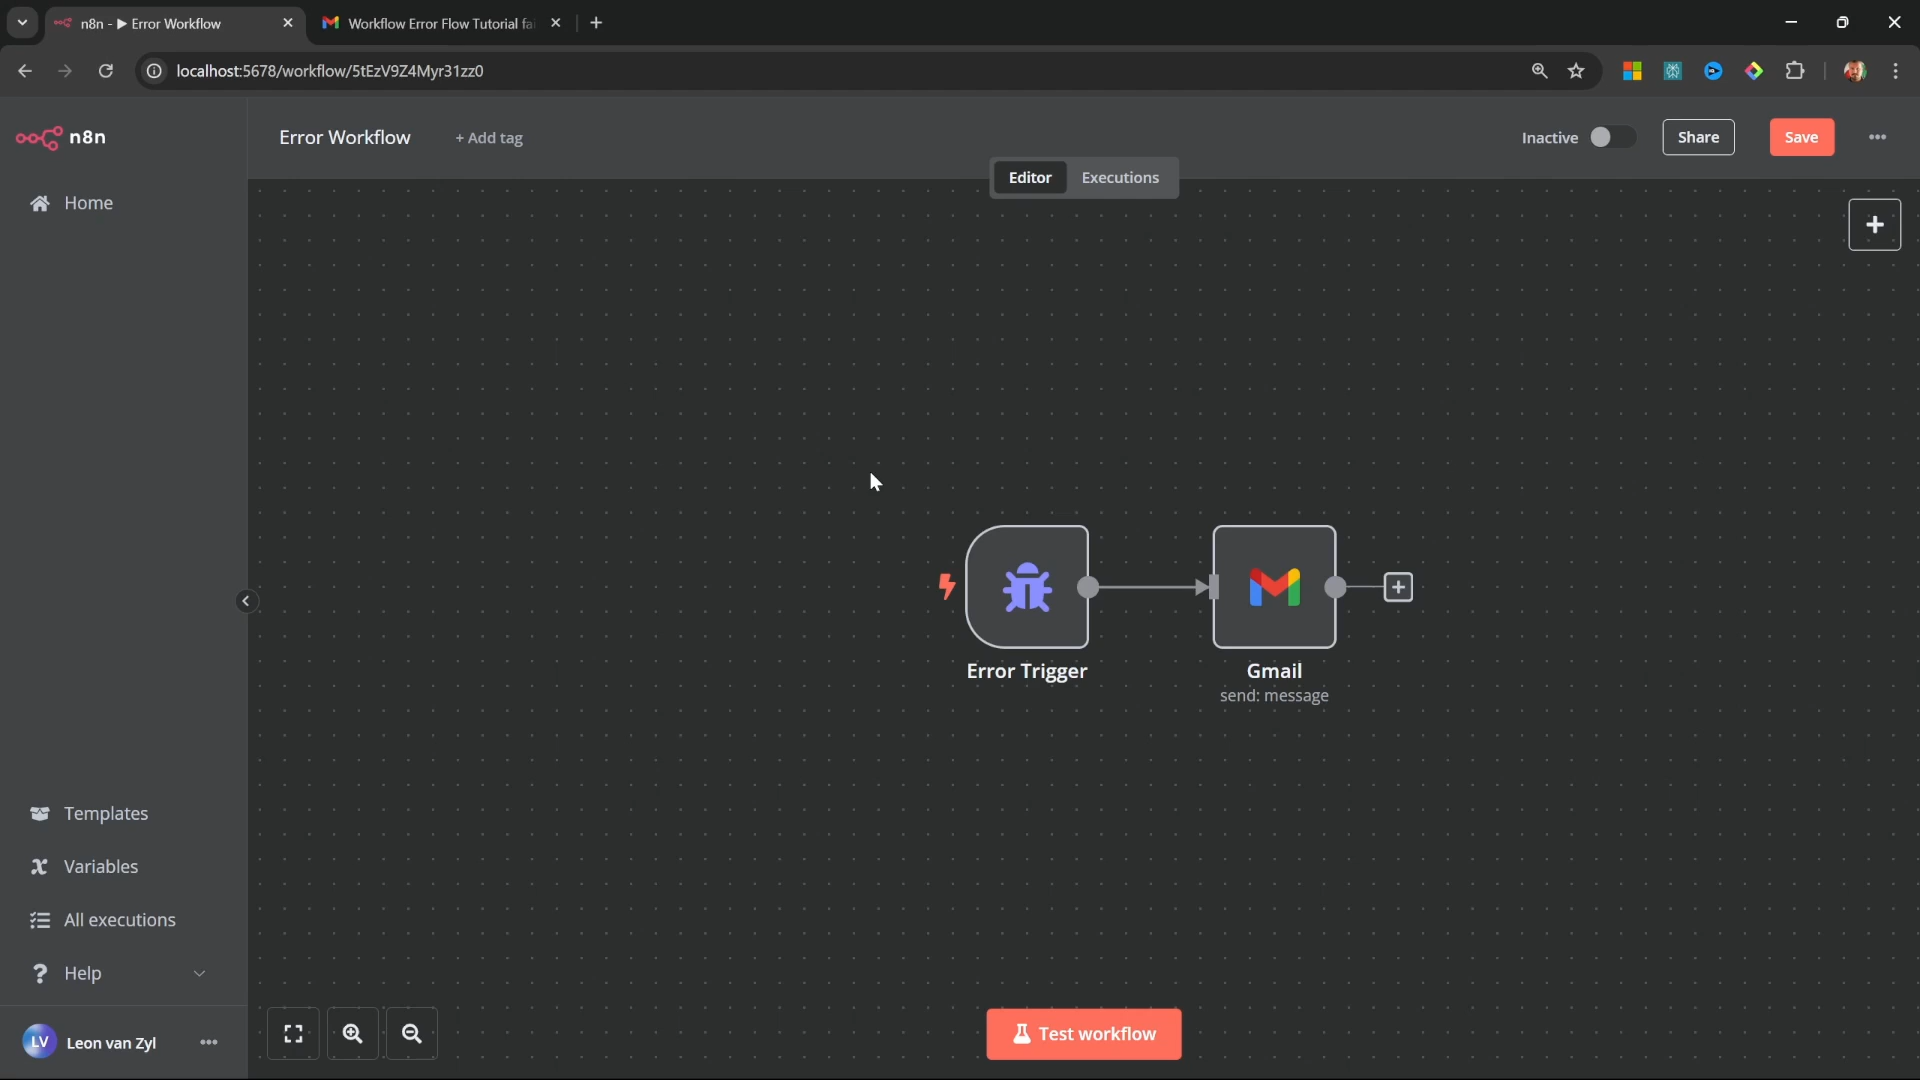 n8n - ▶ Error Workflow
Workflow Error Flow Tutorial fai
localhost:5678/workflow/5tEzV9Z4Myr31zz0
n8n
Error Workflow
+ Add tag
Inactive
Share
Save
Editor
Executions
Home
Error Trigger
Gmail
send: message
Templates
Variables
All executions
Help
LV
Leon van Zyl
Test workflow